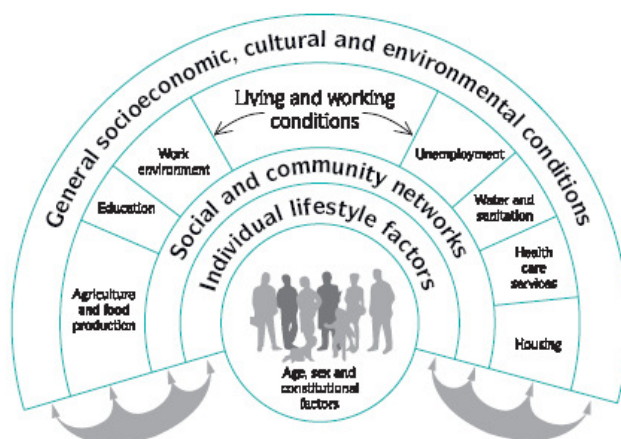 General socioeconomic, cultural and environmental conditions
Living and working
conditions
Work
environment
Unemployment
Education
Water and
sanitation
Agriculture
and food
production
Health
care
services
Housing
Social and community networks
Individual lifestyle factors
Age, sex and
constitutional
factors